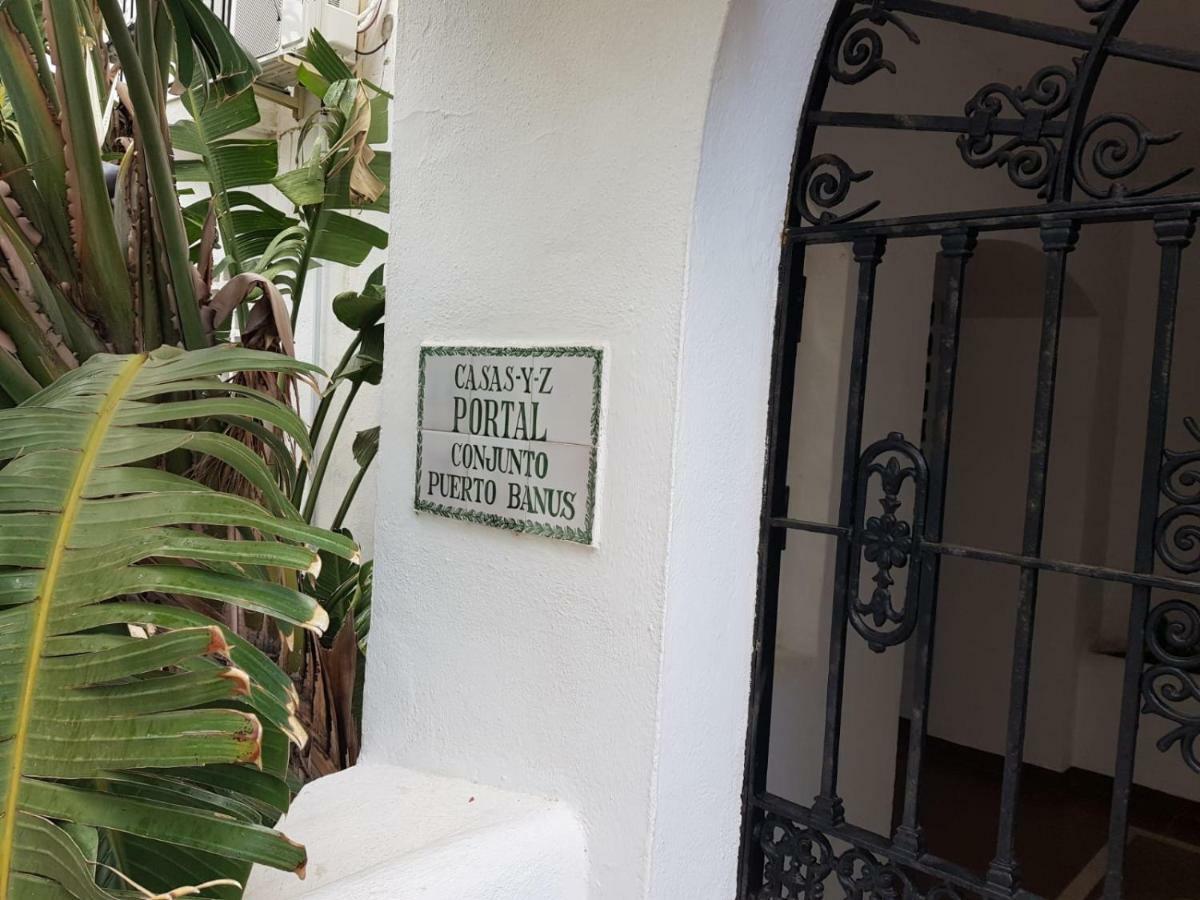 CASAS-Y-Z
PORTAL
CONJUNTO
PUERTO BANUS